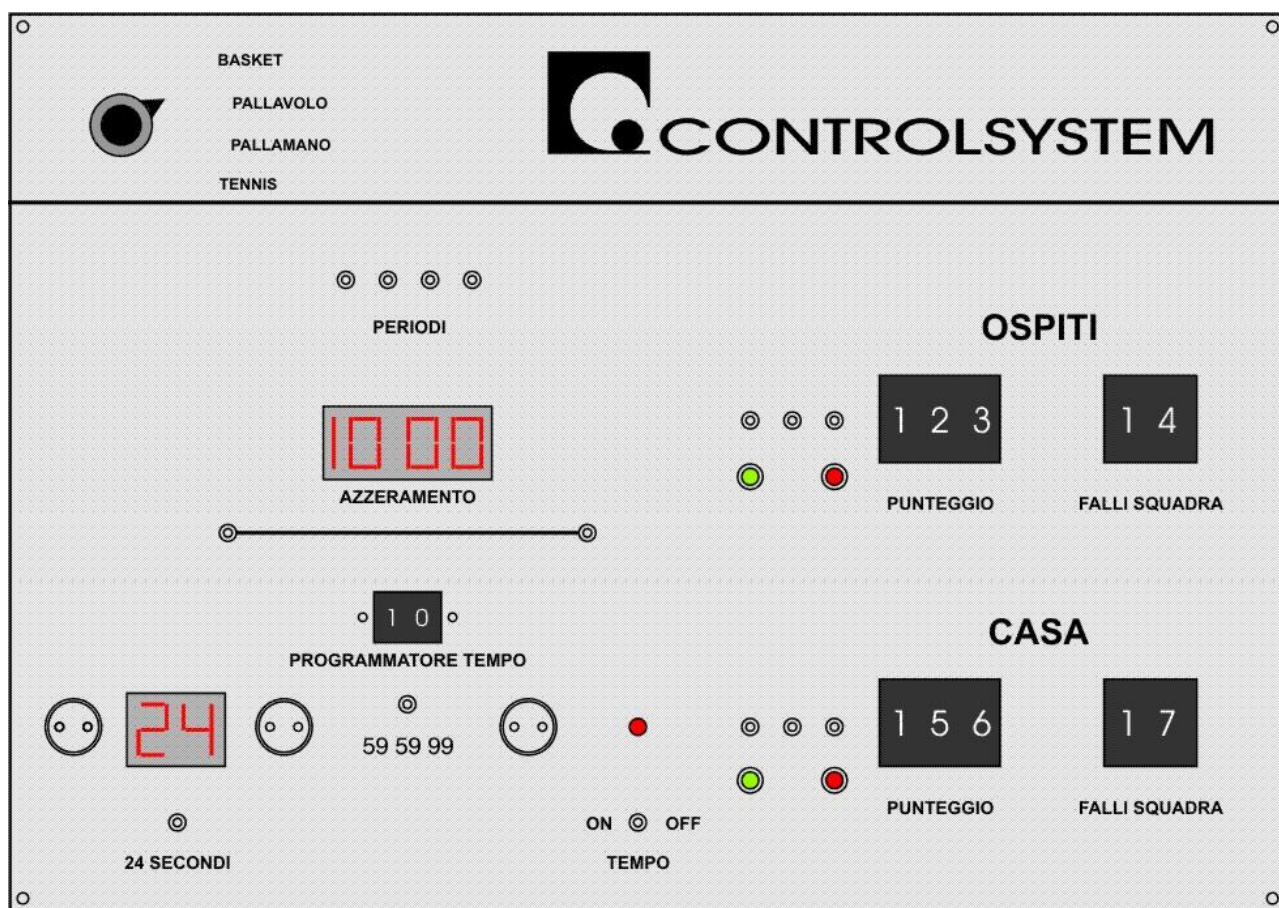 BASKET
PALLAVOLO
PALLAMANO
TENNIS
CONTROLSYSTEM
PERIODI
OSPITI
10 00
1 2 3
1 4
AZZERAMENTO
PUNTEGGIO
FALLI SQUADRA
1 0
PROGRAMMATORE TEMPO
CASA
24
59 59 99
1 5 6
1 7
PUNTEGGIO
FALLI SQUADRA
ON OFF
24 SECONDI
TEMPO